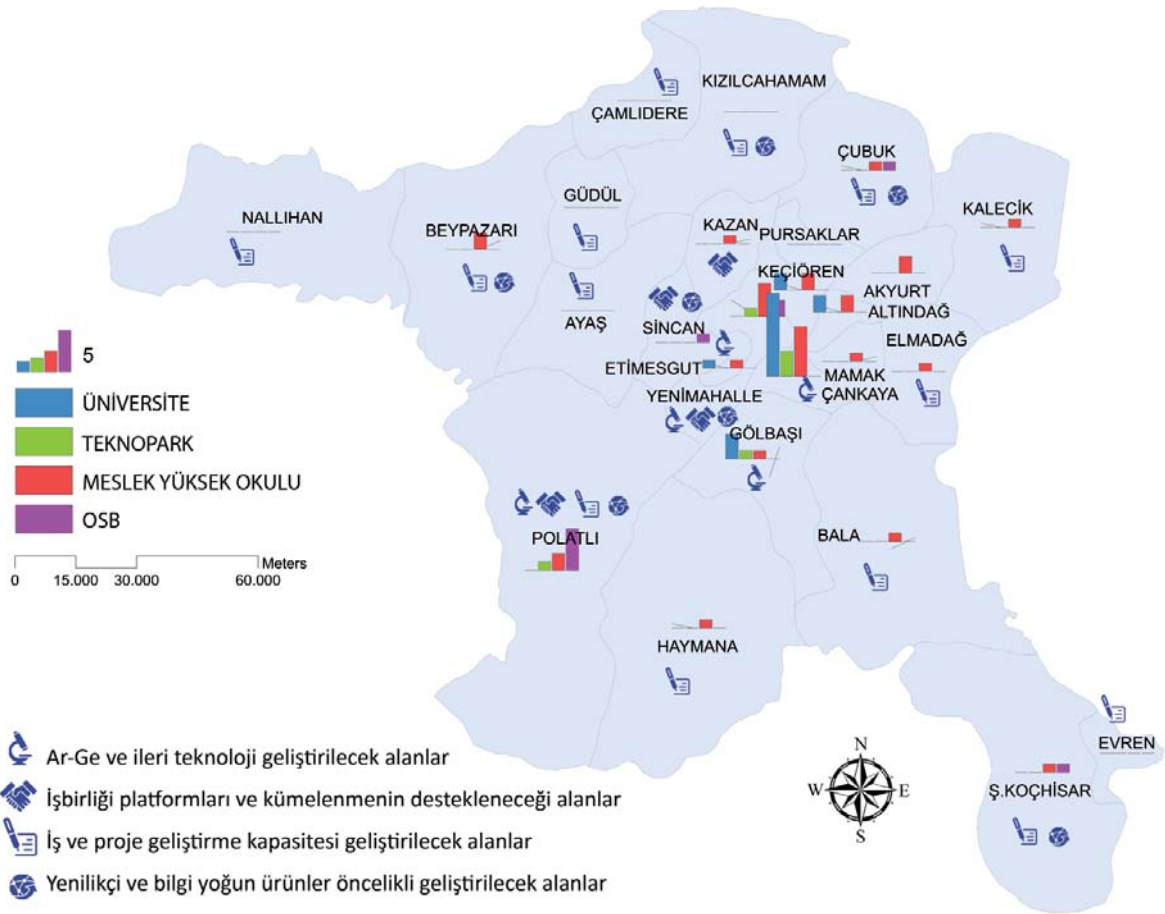 KIZILCAHAMAM
ÇAMLIDERE
ÇUBUK
GÜDÜL
NALLIHAN
BEYPAZARI
KAZAN
PURSAKLAR
KALECİK
KEÇİÖREN
AKYURT
ALTINDAĞ
AYAŞ
SİNCAN
ELMADAĞ
ETİMESGUT
MAMAK
ÇANKAYA
YENİMAHALLE
GÖLBAŞI
5
ÜNİVERSİTE
TEKNOPARK
MESLEK YÜKSEK OKULU
OSB
Meters
0 15.000 30.000 60.000
POLATLI
BALA
HAYMANA
EVREN
Ş.KOÇHİSAR
N
W E
S
Ar-Ge ve ileri teknoloji geliştirilecek alanlar
İşbirliği platformları ve kümelenmenin destekleneceği alanlar
İş ve proje geliştirme kapasitesi geliştirilecek alanlar
Yenilikçi ve bilgi yoğun ürünler öncelikli geliştirilecek alanlar